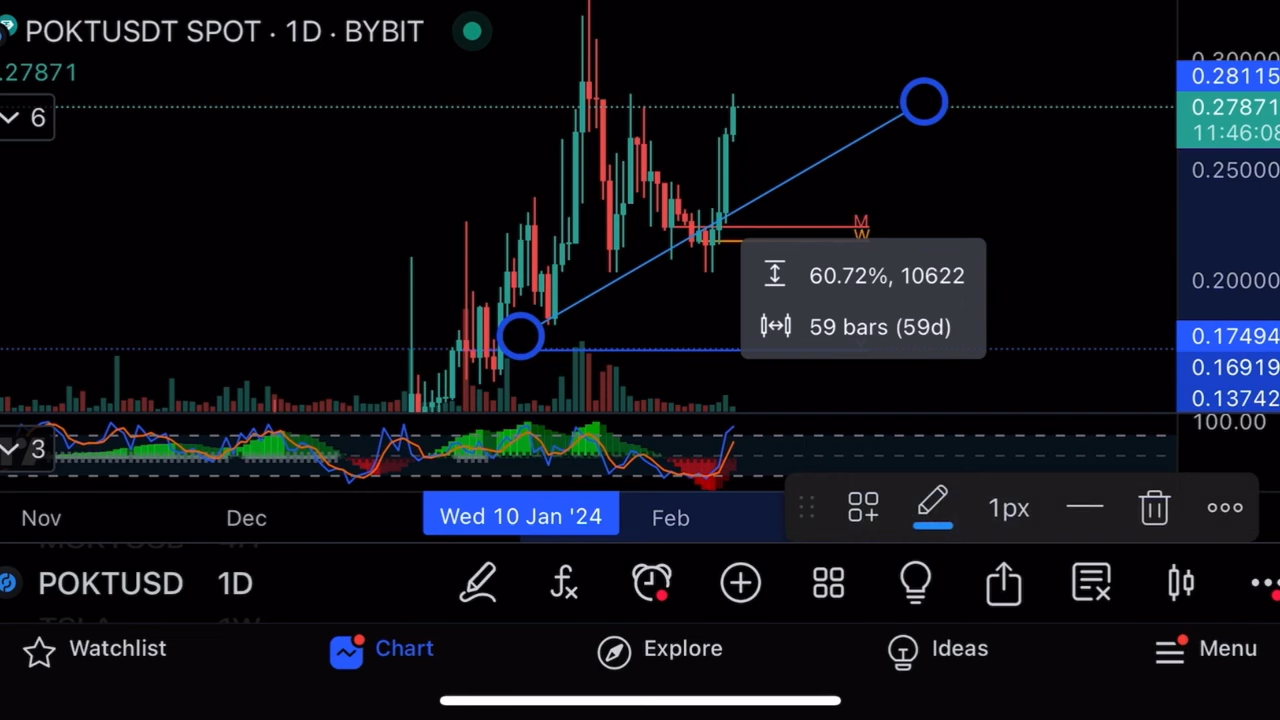 POKTUSDT SPOT · 1D · BYBIT
.27871
6
0.30000
0.28115
0.27871
11:46:08
0.25000
M
W
60.72%, 10622
0.20000
59 bars (59d)
0.17494
0.16919
0.13742
100.00
3
Nov
Dec
Wed 10 Jan '24
Feb
1px
POKTUSD 1D
Watchlist
Chart
Explore
Ideas
Menu